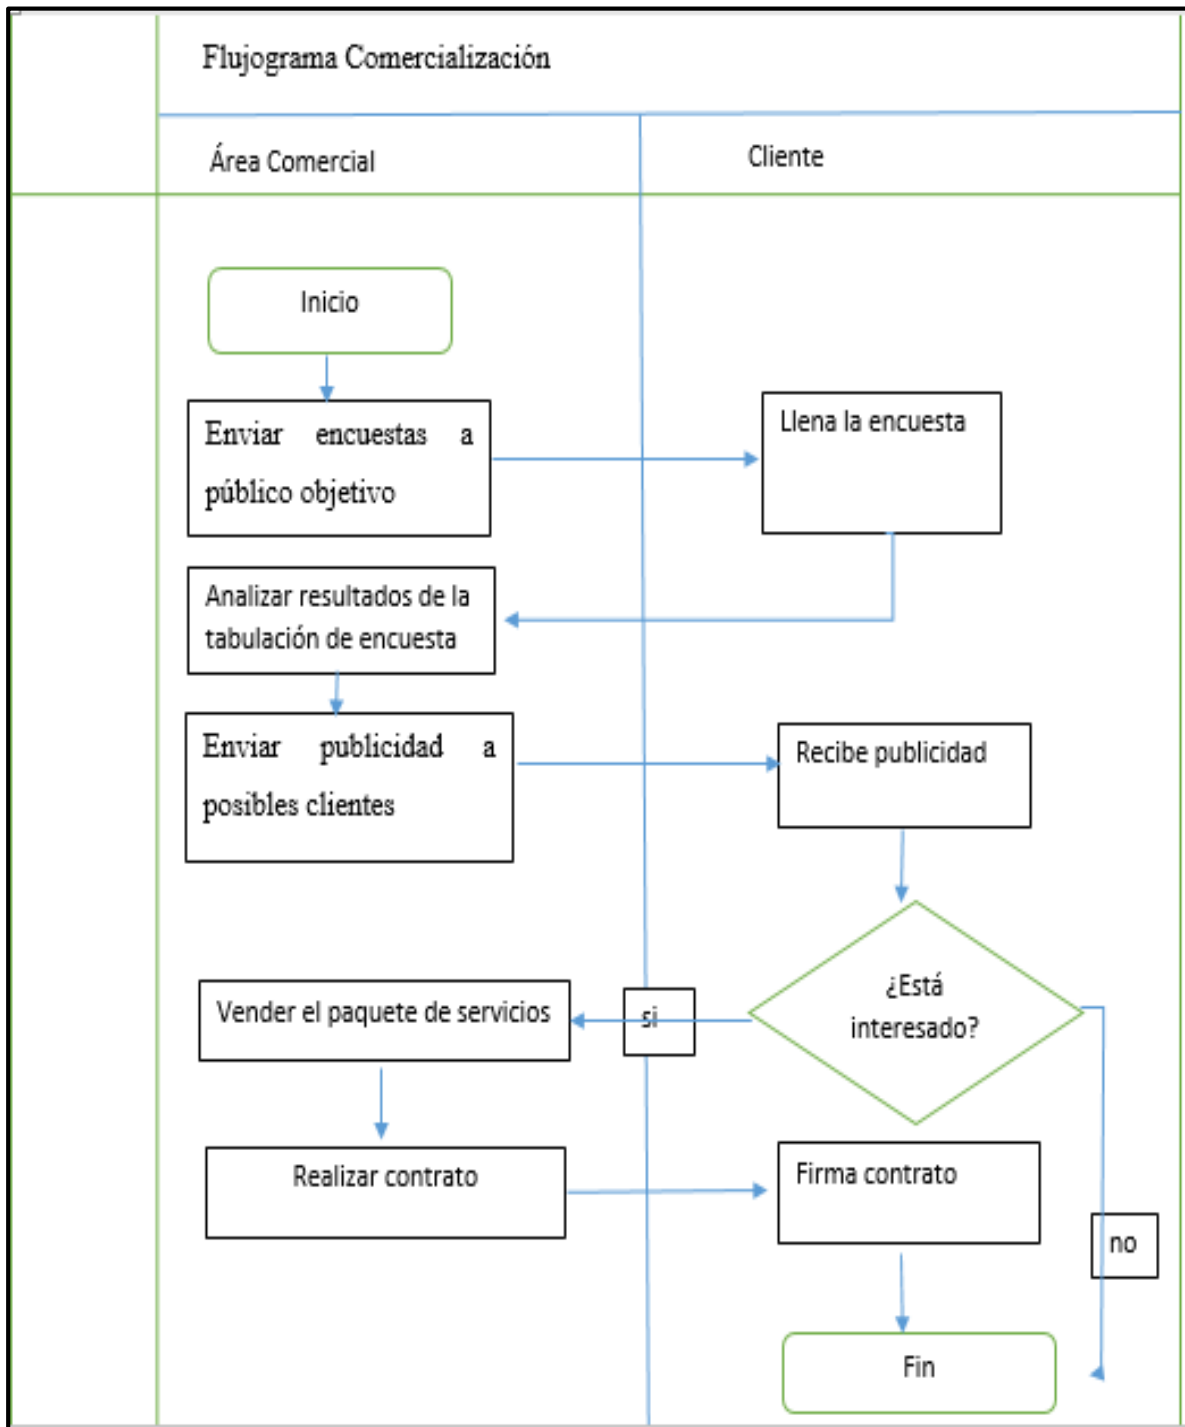 Flujograma Comercialización
Área Comercial
Cliente
Inicio
Enviar encuestas a
público objetivo
Llena la encuesta
Analizar resultados de la
tabulación de encuesta
Enviar publicidad a
posibles clientes
Recibe publicidad
¿Está
interesado?
si
Vender el paquete de servicios
Realizar contrato
Firma contrato
no
Fin